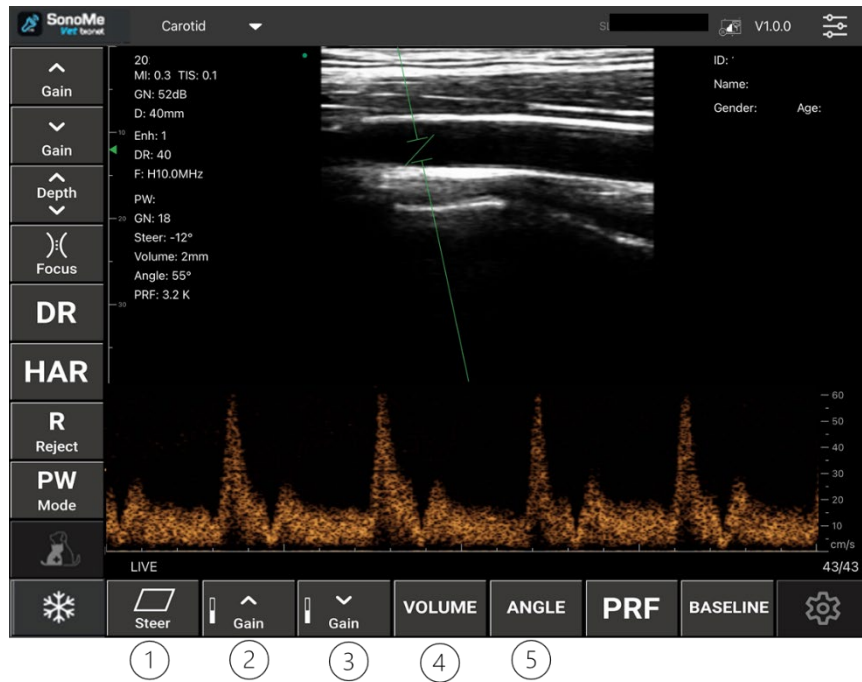 SonoMe
Vet
Carotid
V1.0.0
Gain
Gain
Depth
Focus
DR
HAR
R
Reject
PW
Mode
20
MI: 0.3 TIS: 0.1
GN: 52dB
D: 40mm
Enh: 1
DR: 40
F: H10.0MHz
PW:
GN: 18
Steer: -12°
Volume: 2mm
Angle: 55°
PRF: 3.2 K
10
20
30
ID:
Name:
Gender: Age:
60
50
40
30
20
10
cm/s
LIVE
43/43
Steer
Gain
Gain
VOLUME
ANGLE
PRF
BASELINE
1
2
3
4
5